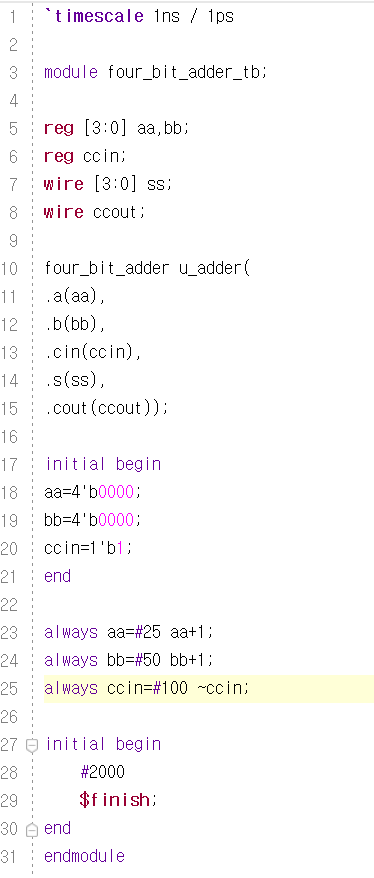 1 `timescale 1ns / 1ps
2
3 module four_bit_adder_tb;
4
5 reg [3:0] aa,bb;
6 reg ccin;
7 wire [3:0] ss;
8 wire ccout;
9
10 four_bit_adder u_adder(
11 .a(aa),
12 .b(bb),
13 .cin(ccin),
14 .s(ss),
15 .cout(ccout));
16
17 initial begin
18 aa=4'b0000;
19 bb=4'b0000;
20 ccin=1'b1;
21 end
22
23 always aa=#25 aa+1;
24 always bb=#50 bb+1;
25 always ccin=#100 ~ccin;
26
27 initial begin
28 #2000
29 $finish;
30 end
31 endmodule